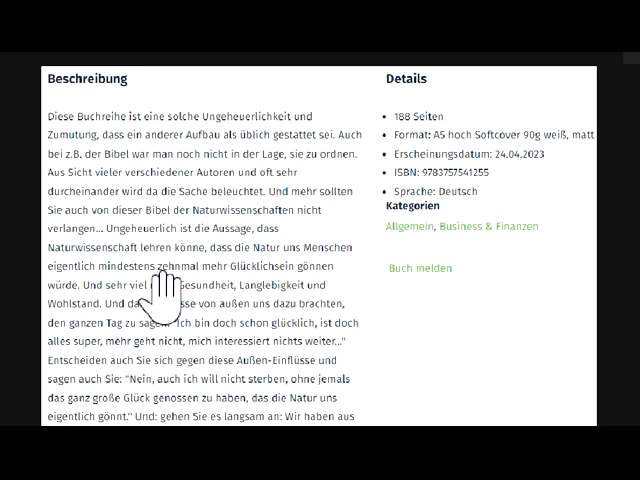 Beschreibung
Diese Buchreihe ist eine solche Ungeheuerlichkeit und
Zumutung, dass ein anderer Aufbau als üblich gestattet sei. Auch
bei z.B. der Bibel war man noch nicht in der Lage, sie zu ordnen.
Aus Sicht vieler verschiedener Autoren und oft sehr
durcheinander wird da die Sache beleuchtet. Und mehr sollten
Sie auch von dieser Bibel der Naturwissenschaften nicht
verlangen... Ungeheuerlich ist die Aussage, dass
Naturwissenschaft lehren könne, dass die Natur uns Menschen
eigentlich mindestens zehnmal mehr Glücklichsein gönnen
würde. Und sehr viel Gesundheit, Langlebigkeit und
Wohlstand. Und von außen uns dazu brachten,
den ganzen Tag zu "Ich bin doch schon glücklich, ist doch
alles super, mehr geht nicht, mich interessiert nichts weiter..."
Entscheiden auch Sie sich gegen diese Außen-Einflüsse und
sagen auch Sie: "Nein, auch ich will nicht sterben, ohne jemals
das ganz große Glück genossen zu haben, das die Natur uns
eigentlich gönnt." Und: gehen Sie es langsam an: Wir haben aus
Details
• 188 Seiten
• Format: A5 hoch Softcover 90g weiß, matt
• Erscheinungsdatum: 24.04.2023
• ISBN: 9783757541255
• Sprache: Deutsch
Kategorien
Allgemein, Business & Finanzen
Buch melden